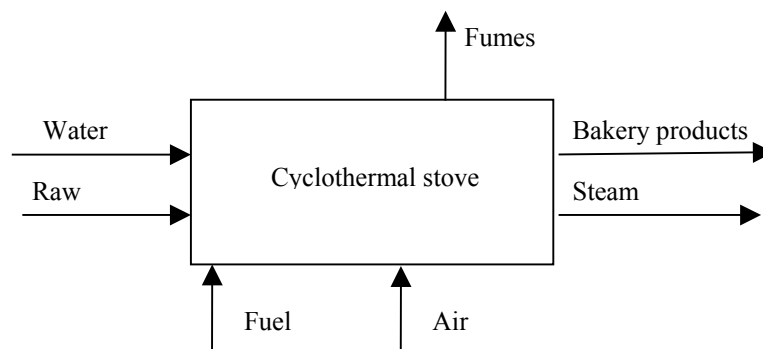 Fumes
Water
Bakery products
Cyclothermal stove
Raw
Steam
Fuel
Air